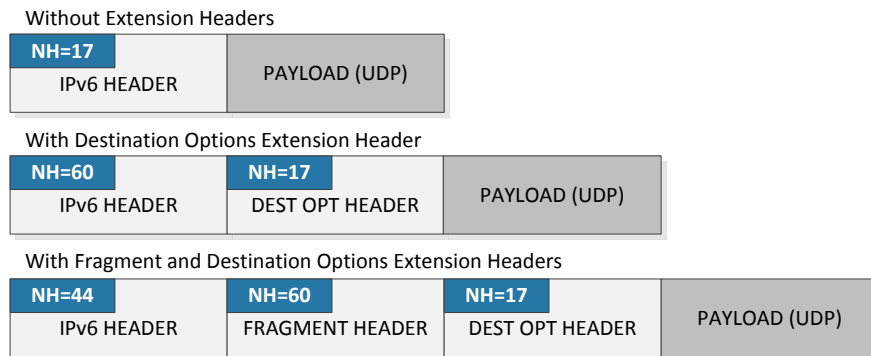 Without Extension Headers
NH=17
IPv6 HEADER
PAYLOAD (UDP)
With Destination Options Extension Header
NH=60
IPv6 HEADER
NH=17
DEST OPT HEADER
PAYLOAD (UDP)
With Fragment and Destination Options Extension Headers
NH=44
IPv6 HEADER
NH=60
FRAGMENT HEADER
NH=17
DEST OPT HEADER
PAYLOAD (UDP)